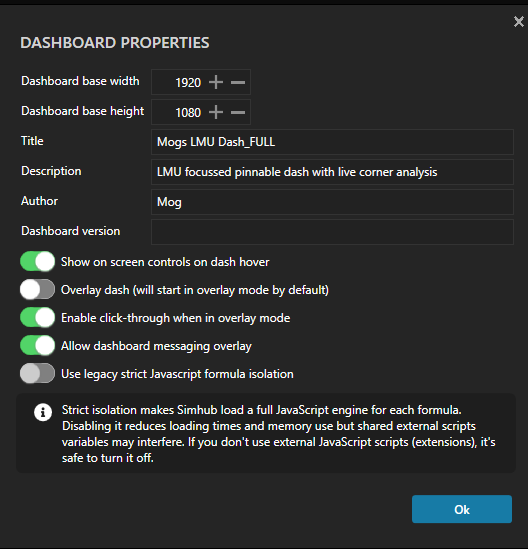 DASHBOARD PROPERTIES
Dashboard base width 1920
Dashboard base height 1080
Title Mogs LMU Dash_FULL
Description LMU focussed pinnable dash with live corner analysis
Author Mog
Dashboard version
Show on screen controls on dash hover
Overlay dash (will start in overlay mode by default)
Enable click-through when in overlay mode
Allow dashboard messaging overlay
Use legacy strict Javascript formula isolation
Strict isolation makes Simhub load a full JavaScript engine for each formula.
Disabling it reduces loading times and memory use but shared external scripts
variables may interfere. If you don't use external JavaScript scripts (extensions), it's
safe to turn it off.
Ok